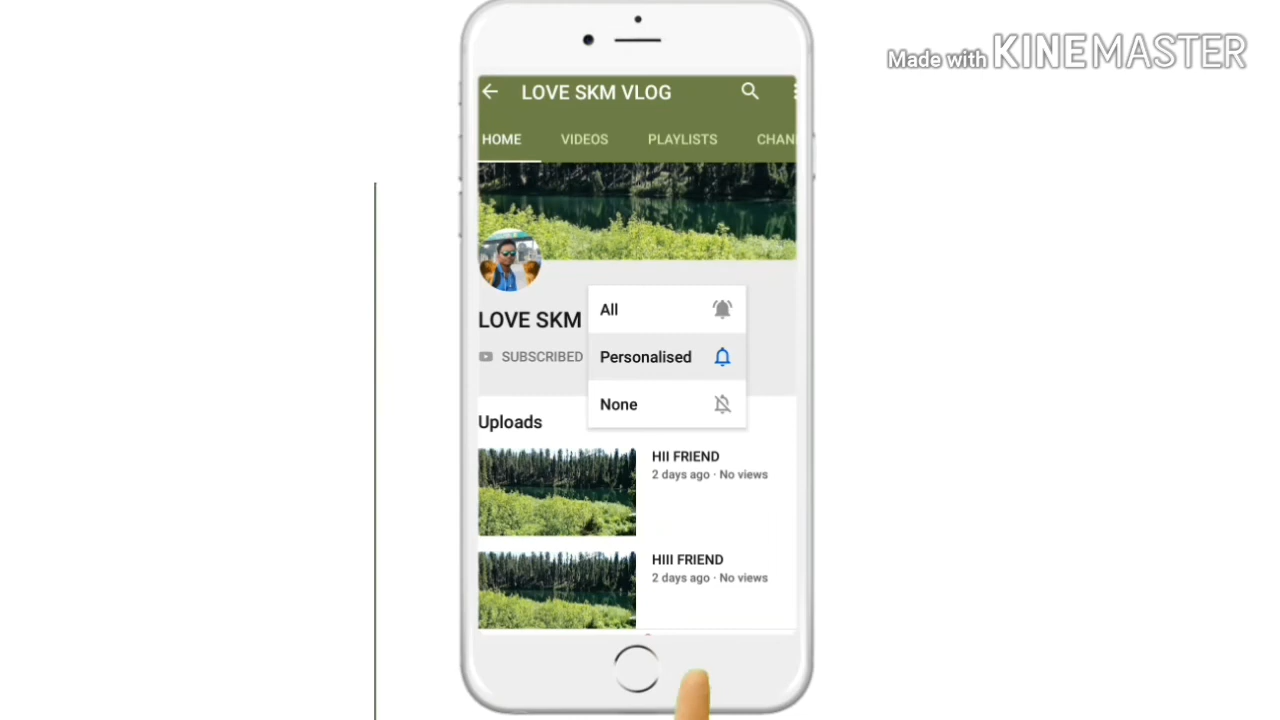 Made with KINEMASTER
LOVE SKM VLOG
HOME VIDEOS PLAYLISTS CHAN
All
LOVE SKM
SUBSCRIBED
Personalised
None
Uploads
HII FRIEND
2 days ago · No views
HIII FRIEND
2 days ago · No views